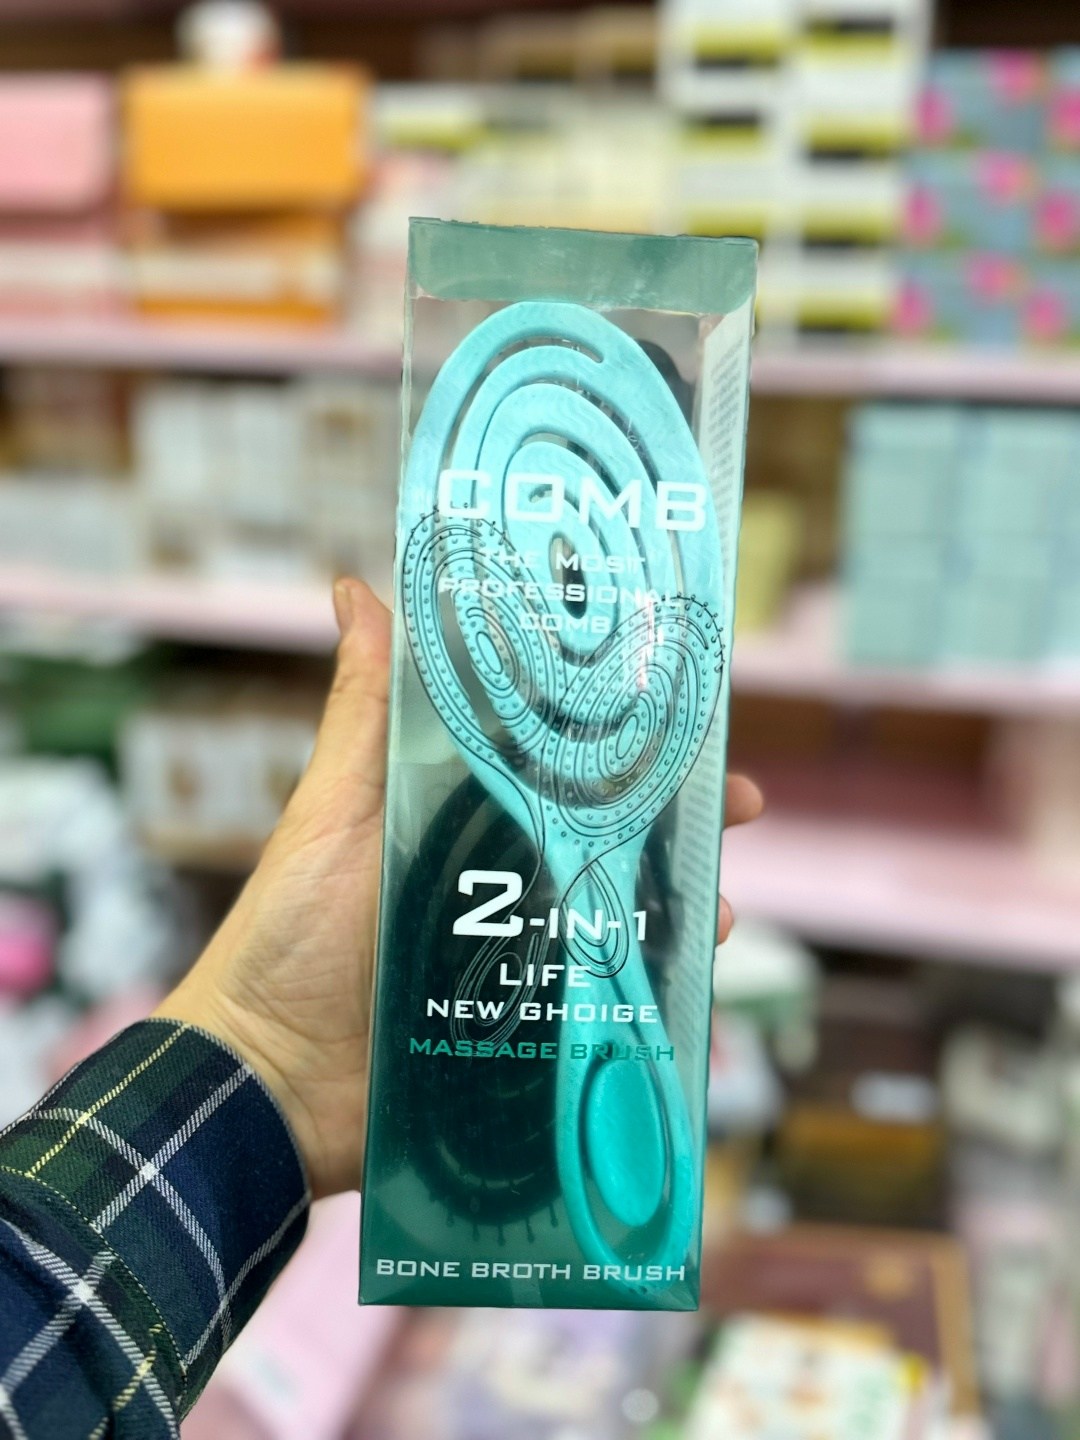 COMB
THE MOST
PROFESSIONAL
COMB
2-IN-1
LIFE
NEW GHOIGE
MASSAGE BRUSH
BONE BROTH BRUSH